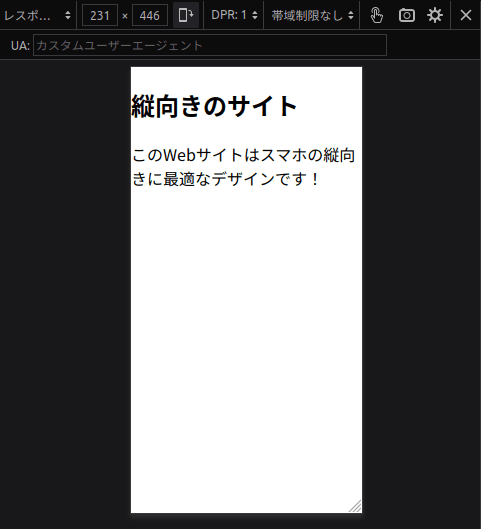 レスポ… 231 × 446 DPR: 1 帯域制限なし
UA: カスタムユーザーエージェント
縦向きのサイト
このWebサイトはスマホの縦向
きに最適なデザインです！